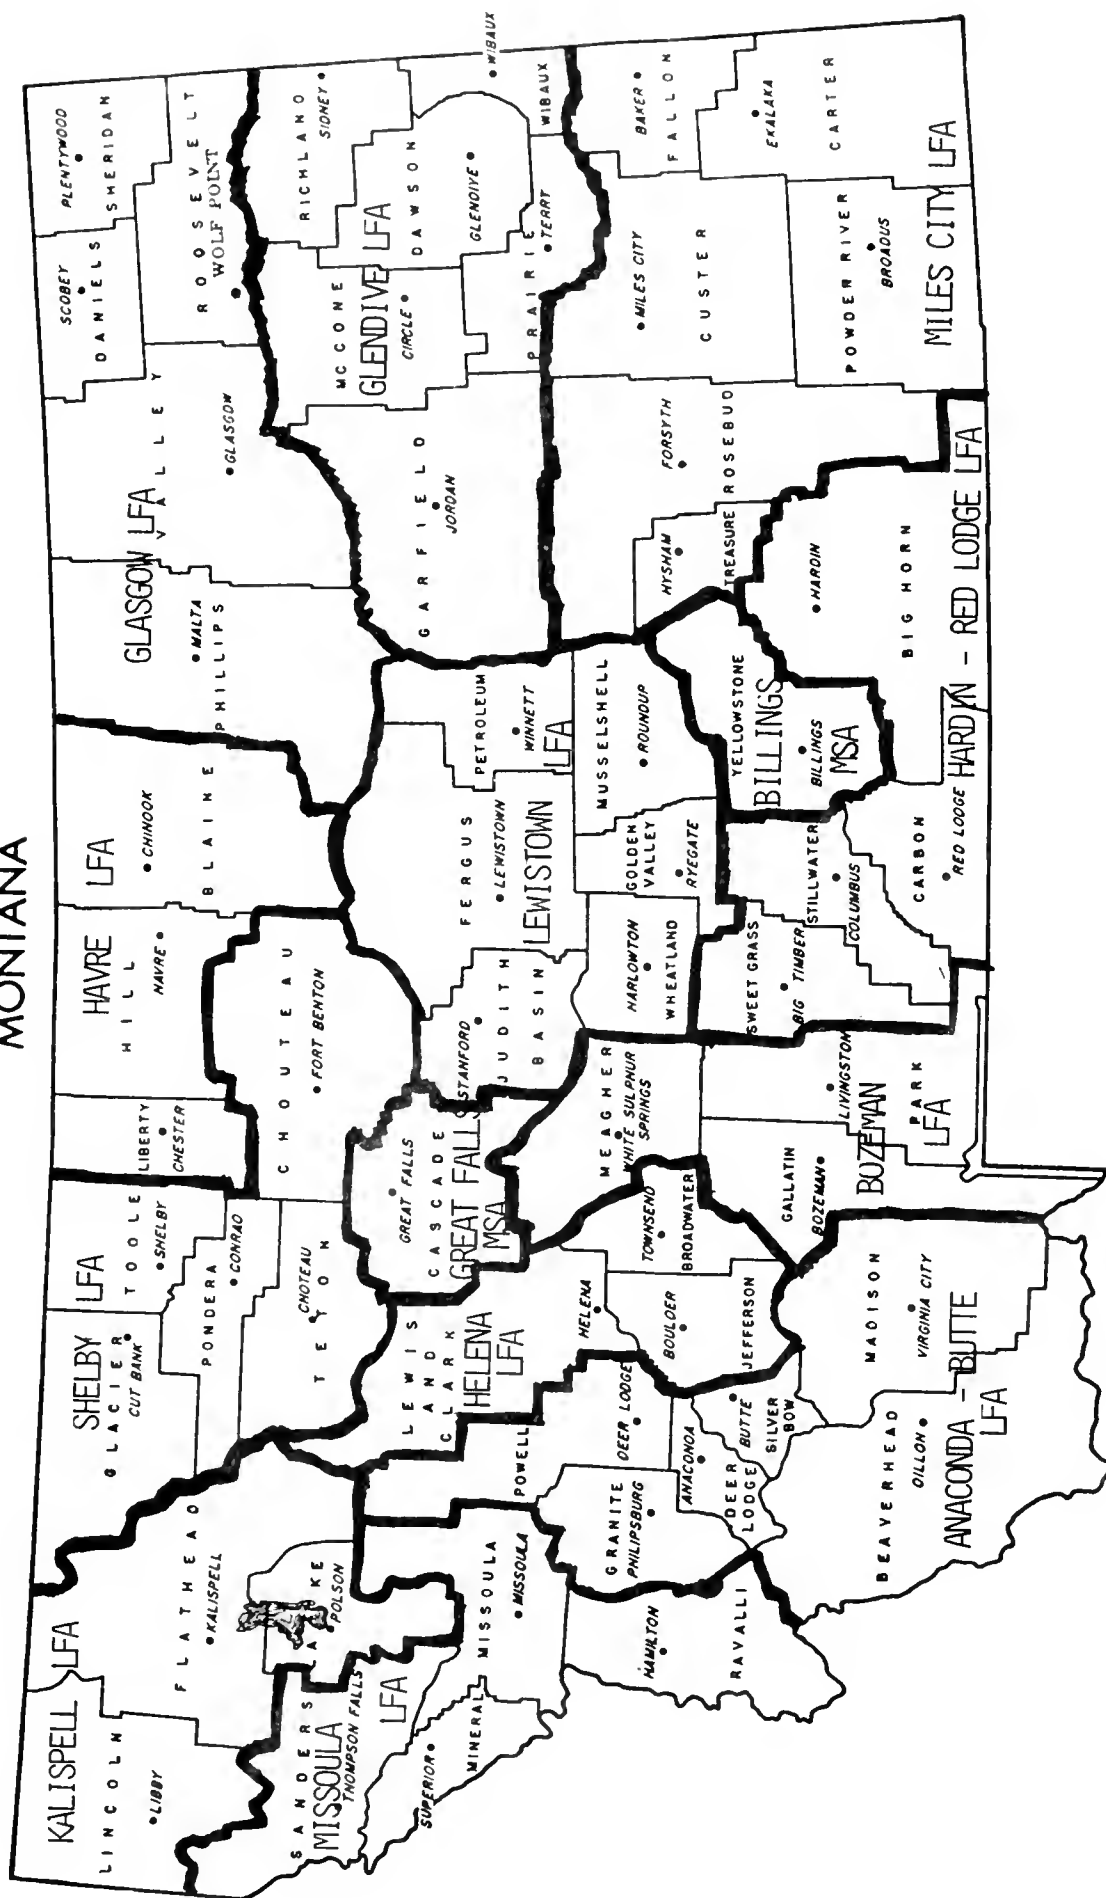 MONTANA
KALISPELL LFA
LINCOLN
LIBBY
FLATHEAD
KALISPELL
LAKE
POLSON
SANDERS
MISSOULA
THOMPSON FALLS
LFA
SUPERIOR
MINERAL
MISSOULA
MISSOULA
HAMILTON
RAVALLI
SHELBY
LFA
GLACIER
CUT BANK
TOOLE
SHELBY
PONDERA
CONRAD
CHOTEAU
TETON
HAVRE
LFA
LIBERTY
CHESTER
HILL
HAVRE
CHINOOK
BLAINE
GLASGOW LFA
MALTA
PHILLIPS
VALLEY
GLASGOW
SCOBEY
DANIELS
PLENTYWOOD
SHERIDAN
ROOSEVELT
WOLF POINT
CHOUTEAU
FORT BENTON
GREAT FALLS
CASCADE
GREAT FALLS
MSA
LEWIS
AND
CLARK
HELENA
LFA
HELENA
BOULDER
JEFFERSON
TOWNSEND
BROADWATER
POWELL
DEER LODGE
GRANITE
PHILIPSBURG
ANACONDA
DEER
LODGE
BUTTE
SILVER
BOW
BEAVERHEAD
DILLON
MADISON
VIRGINIA CITY
ANACONDA - BUTTE
LFA
MEAGHER
WHITE SULPHUR
SPRINGS
GALLATIN
BOZEMAN
BOZEMAN
LFA
LIVINGSTON
PARK
STANFORD
JUDITH
BASIN
FERGUS
LEWISTOWN
LEWISTOWN
LFA
PETROLEUM
WINNETT
HARLOWTON
WHEATLAND
GOLDEN
VALLEY
RYEGATE
MUSSELSHELL
ROUNDUP
GARFIELD
JORDAN
MCCONE
GLENDIVE LFA
CIRCLE
RICHLAND
SIDNEY
DAWSON
GLENDIVE
WIBAUX
WIBAUX
PRAIRIE
TERRY
SWEET GRASS
BIG TIMBER
STILLWATER
COLUMBUS
CARBON
RED LODGE
YELLOWSTONE
BILLINGS
BILLINGS
MSA
BIG HORN
HARDIN
HARDIN - RED LODGE LFA
HYSHAM
TREASURE
FORSYTH
ROSEBUD
MILES CITY
CUSTER
BAKER
FALLON
EKALAKA
CARTER
POWDER RIVER
BROADUS
MILES CITY LFA